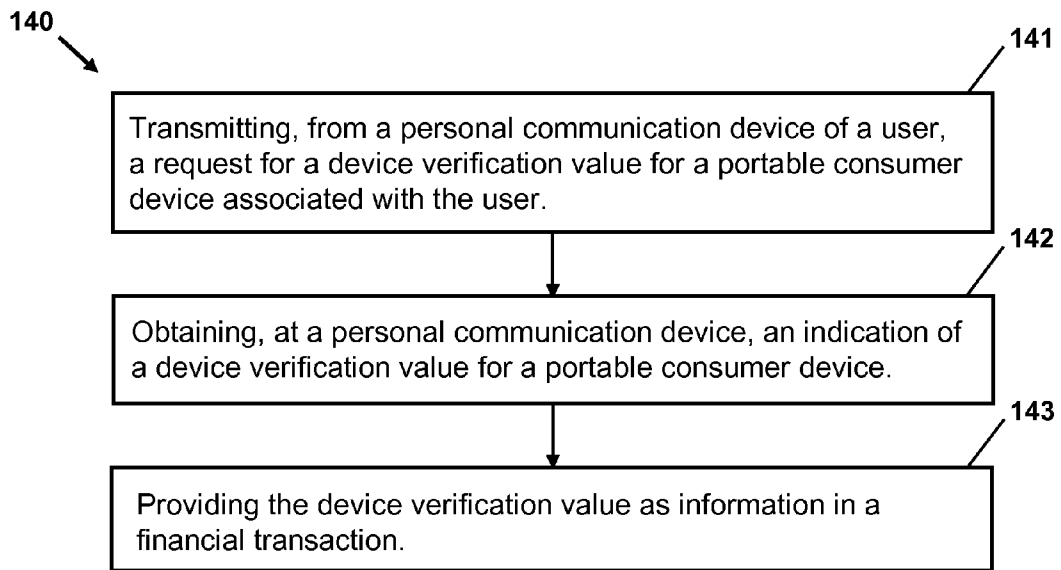 140
141
Transmitting, from a personal communication device of a user,
a request for a device verification value for a portable consumer
device associated with the user.
142
Obtaining, at a personal communication device, an indication of
a device verification value for a portable consumer device.
143
Providing the device verification value as information in a
financial transaction.